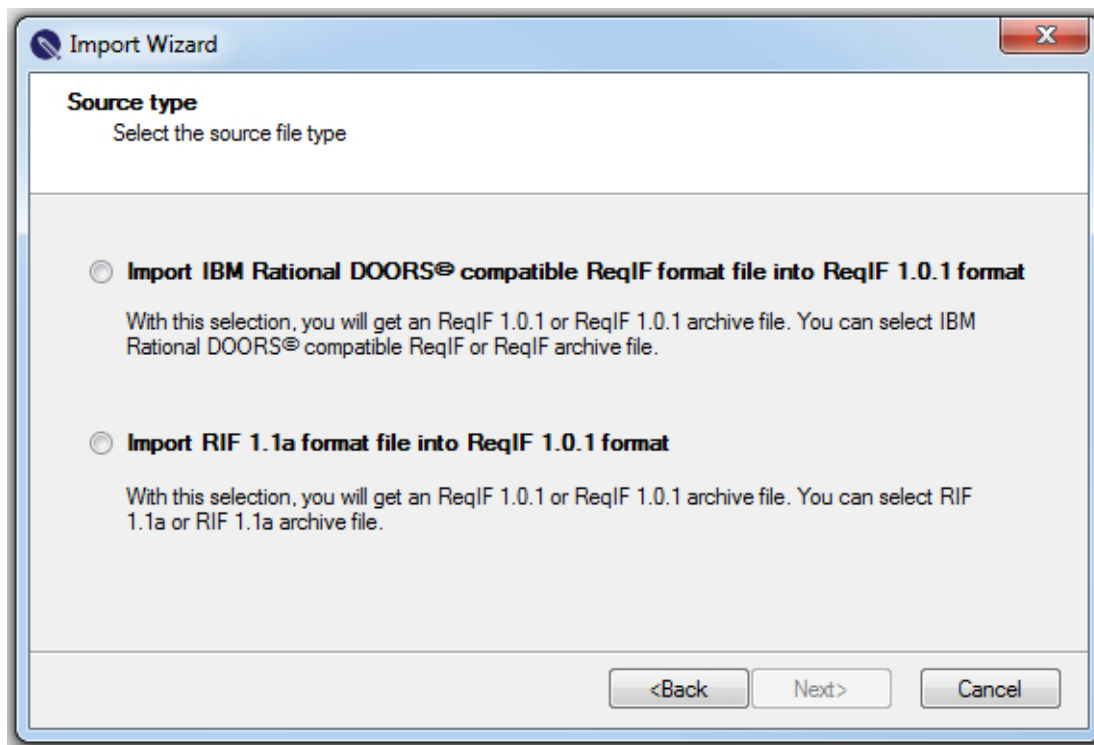 Import Wizard
X
Source type
Select the source file type
Import IBM Rational DOORS® compatible ReqIF format file into ReqIF 1.0.1 format
With this selection, you will get an ReqIF 1.0.1 or ReqIF 1.0.1 archive file. You can select IBM
Rational DOORS® compatible ReqIF or ReqIF archive file.
Import RIF 1.1a format file into ReqIF 1.0.1 format
With this selection, you will get an ReqIF 1.0.1 or ReqIF 1.0.1 archive file. You can select RIF
1.1a or RIF 1.1a archive file.
<Back Next> Cancel